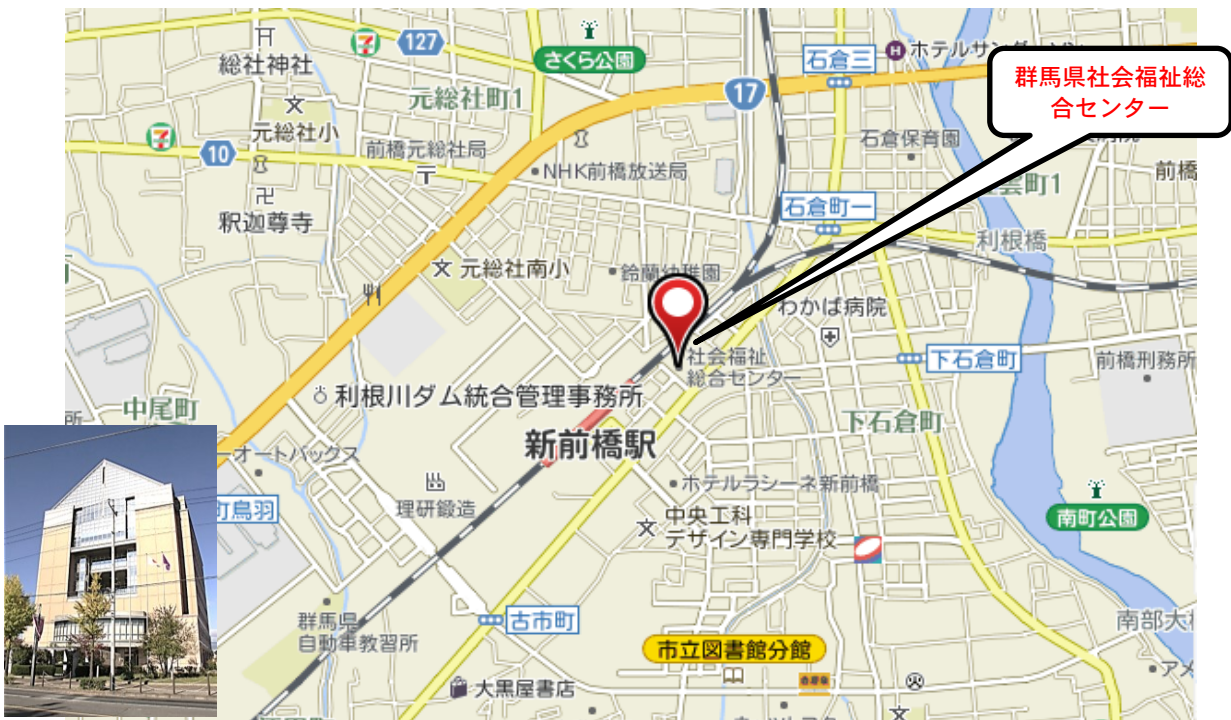 127
総社神社
さくら公園
石倉三
ホテルサンダーソン
元総社町1
17
群馬県社会福祉総
合センター
元総社小
石倉保育園
10
前橋元総社局
NHK前橋放送局
前橋
釈迦尊寺
石倉町一
町1
利根橋
元総社南小
鈴蘭幼稚園
わかば病院
社会福祉
総合センター
下石倉町
前橋刑務所
利根川ダム統合管理事務所
中尾町
所
下石倉町
新前橋駅
ーオートバックス
ホテルラシーネ新前橋
理研鍛造
町鳥羽
中央工科
デザイン専門学校
南町公園
群馬県
自動車教習所
古市町
南部大
市立図書館分館
アメ
大黒屋書店